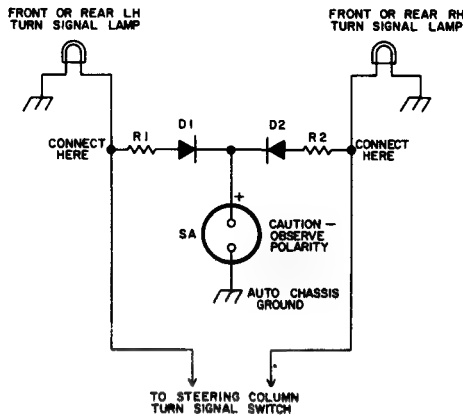 FRONT OR REAR LH
TURN SIGNAL LAMP
FRONT OR REAR RH
TURN SIGNAL LAMP
CONNECT
HERE
R1
D1
D2
R2
CONNECT
HERE
+
SA
CAUTION —
OBSERVE
POLARITY
AUTO CHASSIS
GROUND
TO STEERING COLUMN
TURN SIGNAL SWITCH